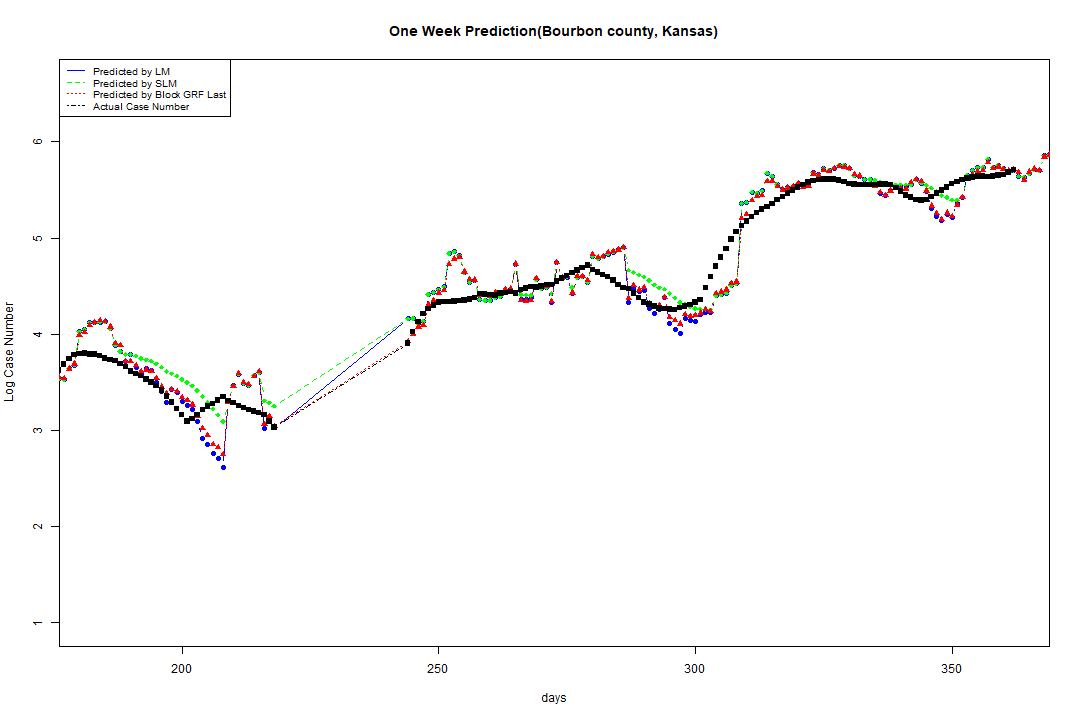 One Week Prediction(Bourbon county, Kansas)
Predicted by LM
Predicted by SLM
Predicted by Block GRF Last
Actual Case Number
Log Case Number
6
5
4
3
2
1
200
250
300
350
days